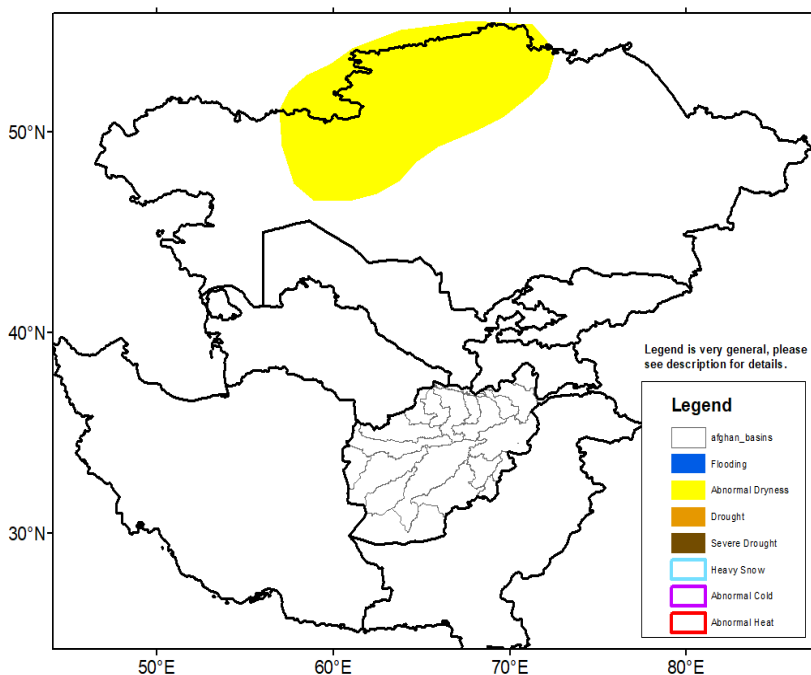 50°N
40°N
30°N
50°E
60°E
70°E
80°E
Legend is very general, please
see description for details.
Legend
afghan_basins
Flooding
Abnormal Dryness
Drought
Severe Drought
Heavy Snow
Abnormal Cold
Abnormal Heat